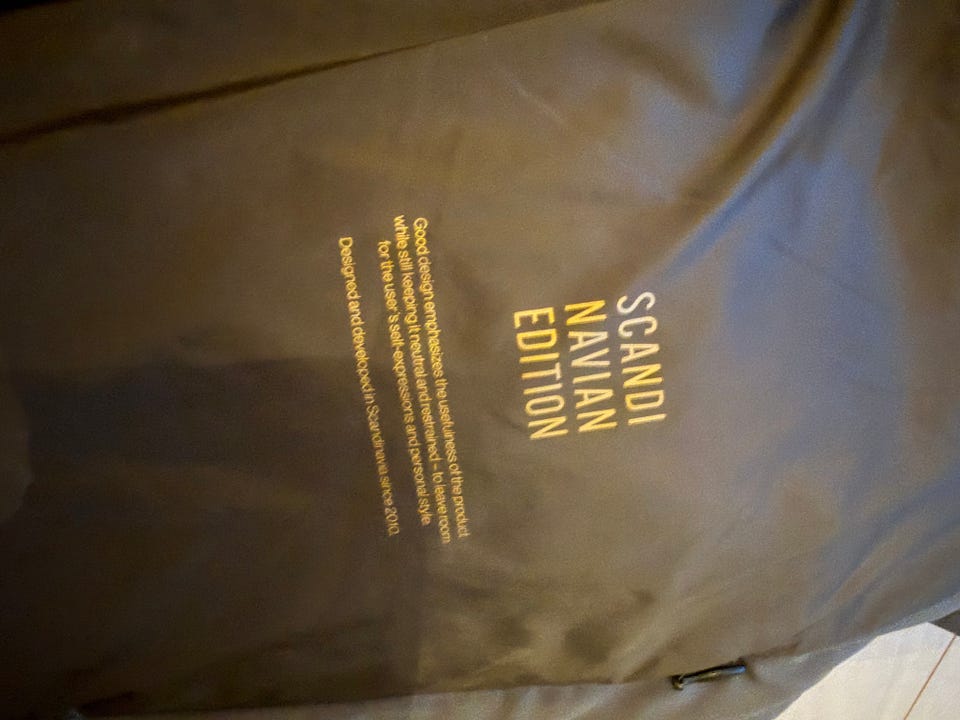 SCANDI
NAVIAN
EDITION
Good design emphasizes the usefulness of the product
while still keeping it neutral and restrained – to leave room
for the user's self-expressions and personal style.
Designed and developed in Scandinavia since 2010.